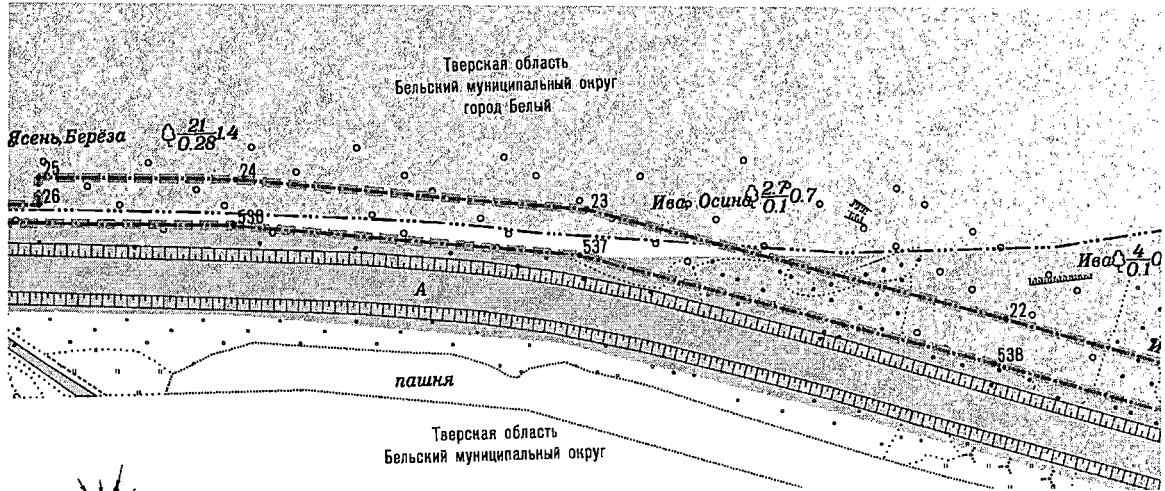 Тверская область
Бельский муниципальный округ
город Белый
Ясень, Берёза 21 0.28 1.4
25
24
26
23
Ива, Осина 2.7 0.1 0.7
536
537
Ива 4 0.1 0
А
22
538
пашня
Тверская область
Бельский муниципальный округ